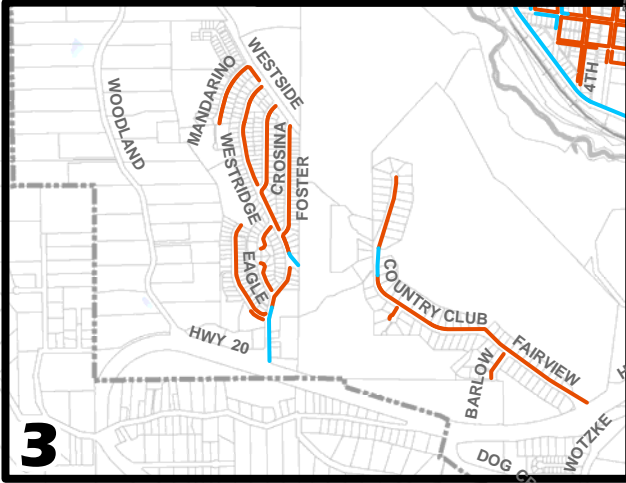 WESTSIDE
MANDARINO
4TH
WOODLAND
CROSINA
WESTRIDGE
FOSTER
EAGLE
COUNTRY CLUB
HWY 20
FAIRVIEW
BARLOW
WOTZKE
3
DOG